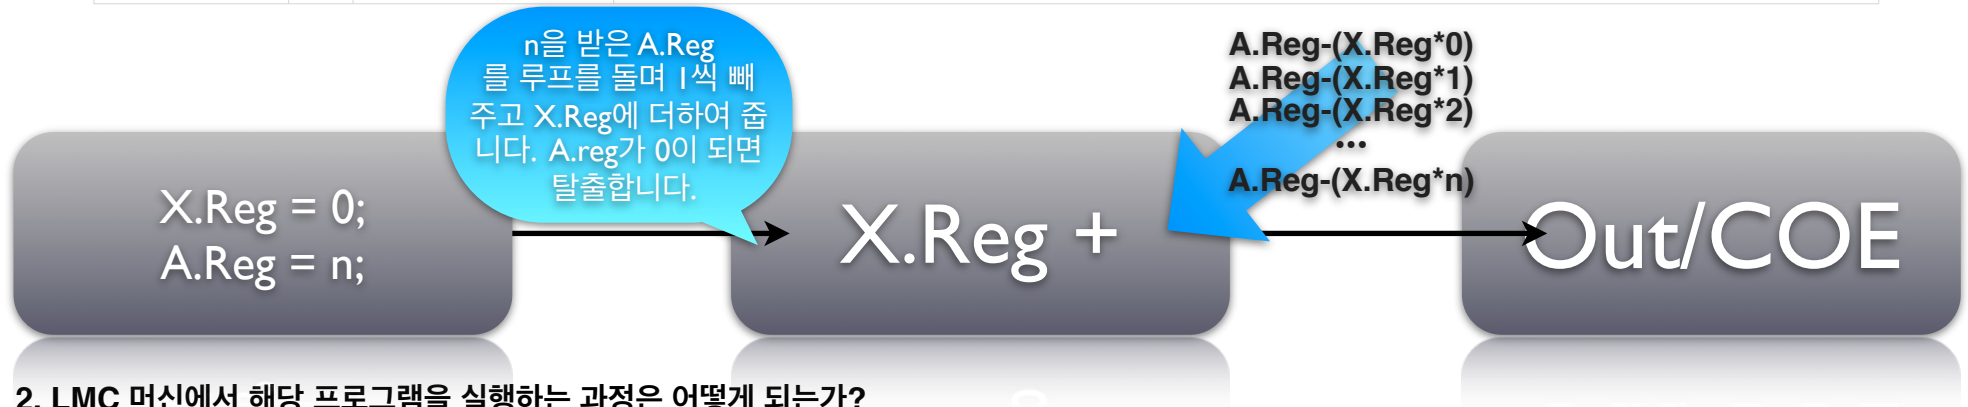 X.Reg = 0;
A.Reg = n;
n을 받은 A.Reg
를 루프를 돌며 1씩 빼
주고 X.Reg에 더하여 줍
니다. A.reg가 0이 되면
탈출합니다.
X.Reg +
A.Reg-(X.Reg*0)
A.Reg-(X.Reg*1)
A.Reg-(X.Reg*2)
...
A.Reg-(X.Reg*n)
Out/COE
2. LMC 머신에서 해당 프로그램을 실행하는 과정은 어떻게 되는가?